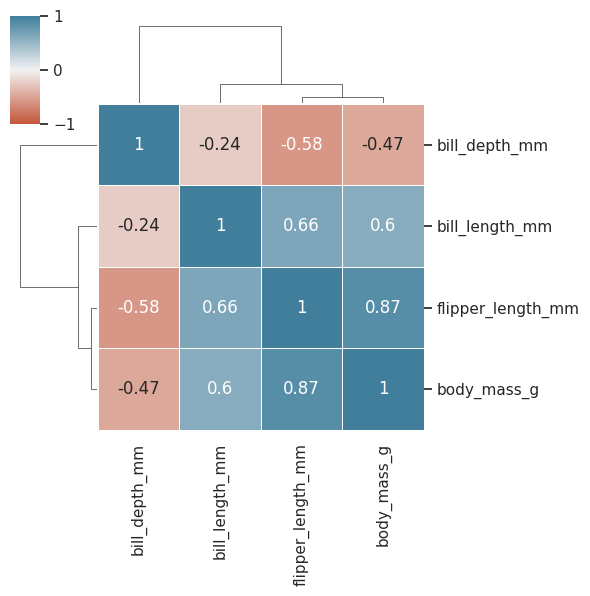 1
0
−1
1 -0.24 -0.58 -0.47 bill_depth_mm
-0.24 1 0.66 0.6 bill_length_mm
-0.58 0.66 1 0.87 flipper_length_mm
-0.47 0.6 0.87 1 body_mass_g
bill_depth_mm
bill_length_mm
flipper_length_mm
body_mass_g